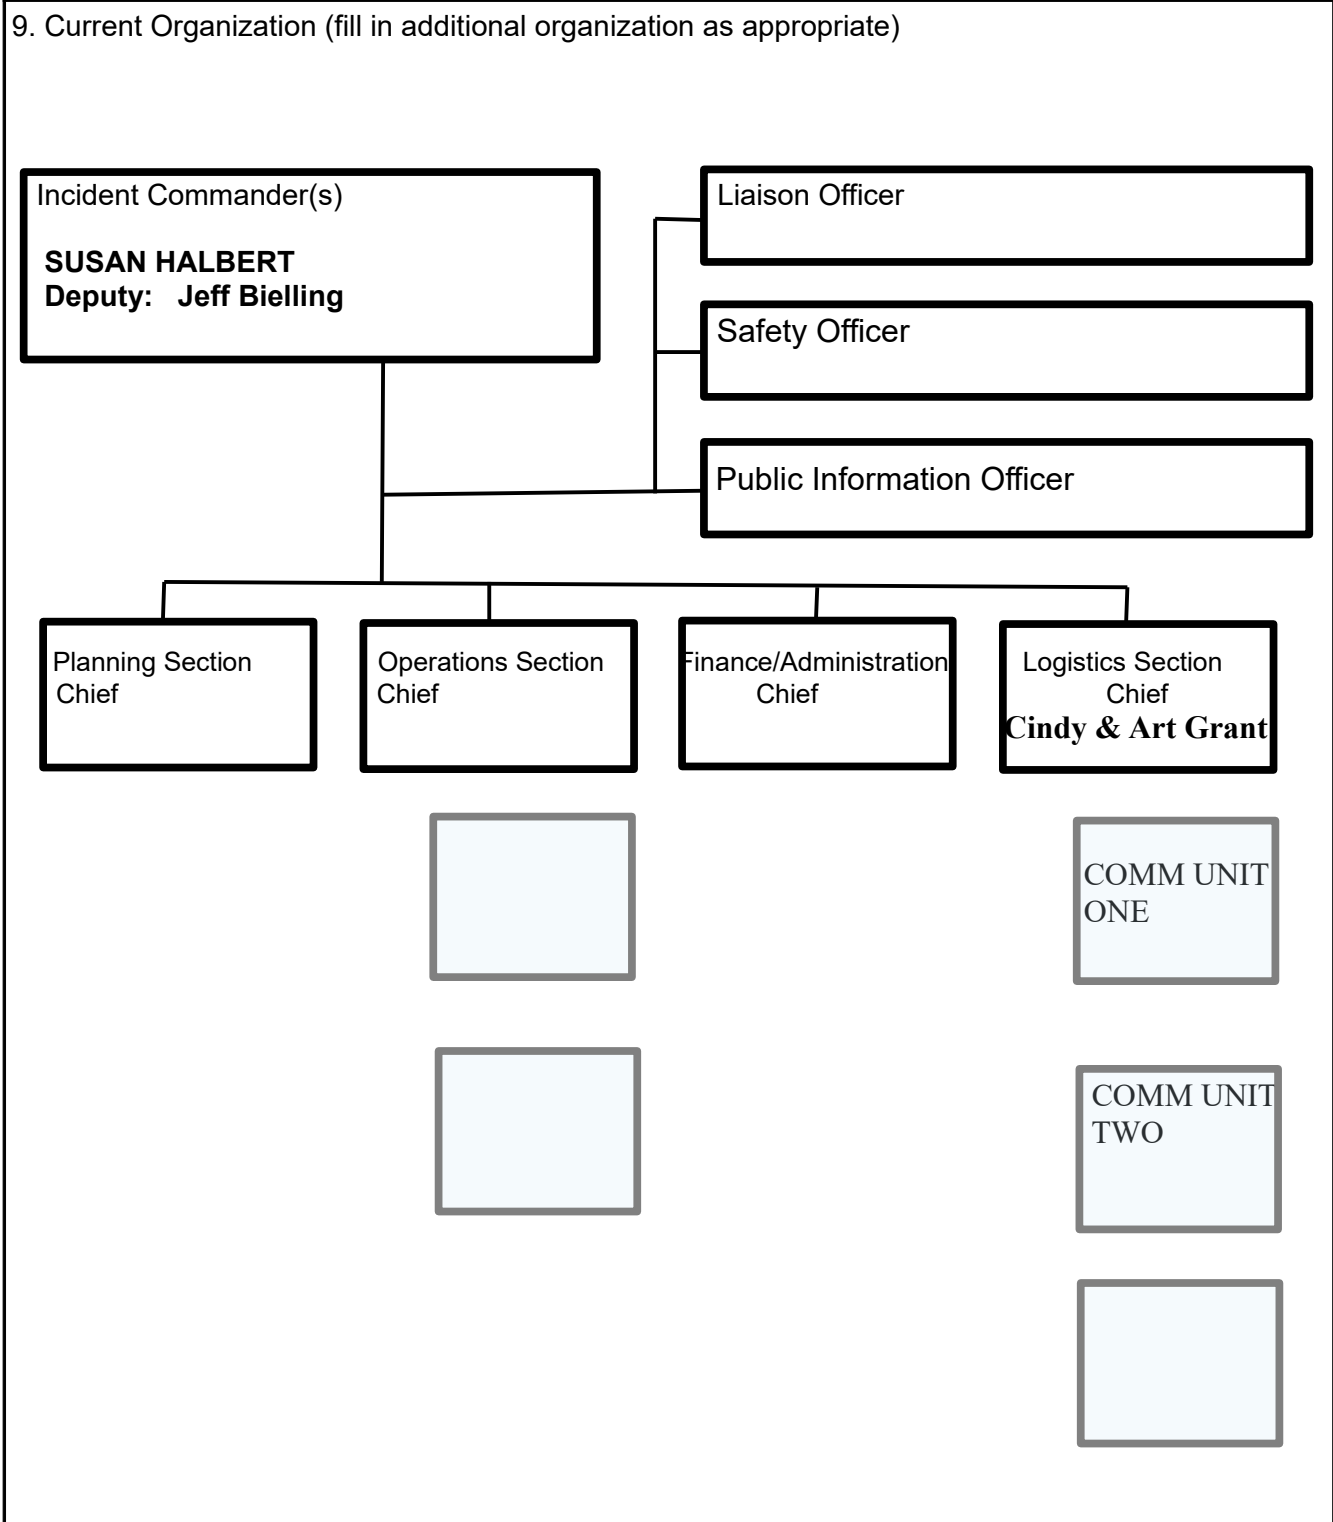 9. Current Organization (fill in additional organization as appropriate)
Incident Commander(s)
SUSAN HALBERT
Deputy: Jeff Bielling
Liaison Officer
Safety Officer
Public Information Officer
Planning Section
Chief
Operations Section
Chief
Finance/Administration
Chief
Logistics Section
Chief
Cindy & Art Grant
COMM UNIT
ONE
COMM UNIT
TWO